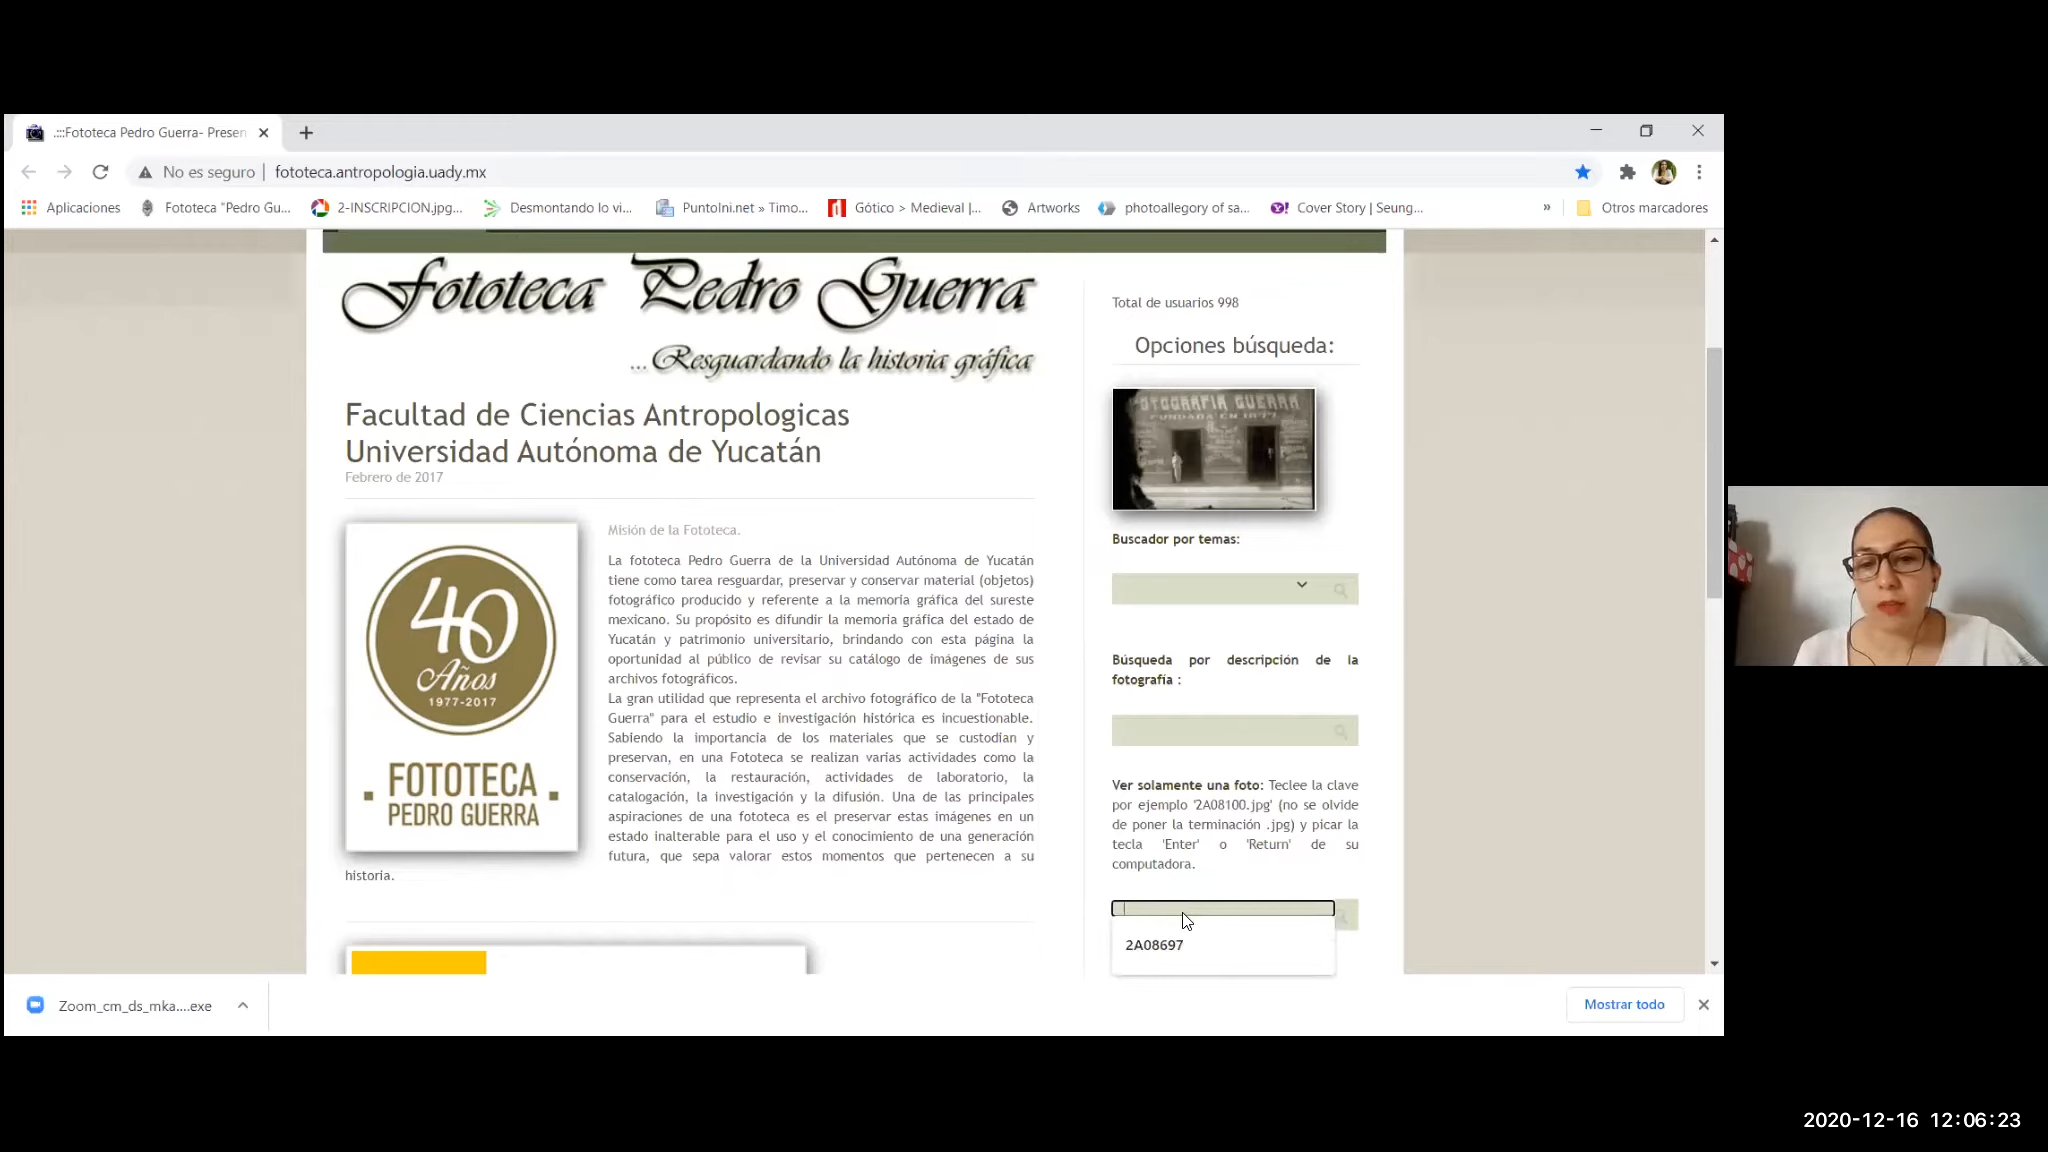 .:::Fototeca Pedro Guerra- Presen
No es seguro | fototeca.antropologia.uady.mx
Aplicaciones
Fototeca "Pedro Gu...
2-INSCRIPCION.jpg...
Desmontando lo vi...
PuntoIni.net » Timo...
Gótico > Medieval |...
Artworks
photoallegory of sa...
Cover Story | Seung...
»
Otros marcadores
Fototeca Pedro Guerra
...Resguardando la historia gráfica
Facultad de Ciencias Antropologicas
Universidad Autónoma de Yucatán
Febrero de 2017
40
Años
1977-2017
FOTOTECA
PEDRO GUERRA
Misión de la Fototeca.
La fototeca Pedro Guerra de la Universidad Autónoma de Yucatán
tiene como tarea resguardar, preservar y conservar material (objetos)
fotográfico producido y referente a la memoria gráfica del sureste
mexicano. Su propósito es difundir la memoria gráfica del estado de
Yucatán y patrimonio universitario, brindando con esta página la
oportunidad al público de revisar su catálogo de imágenes de sus
archivos fotográficos.
La gran utilidad que representa el archivo fotográfico de la "Fototeca
Guerra" para el estudio e investigación histórica es incuestionable.
Sabiendo la importancia de los materiales que se custodian y
preservan, en una Fototeca se realizan varias actividades como la
conservación, la restauración, actividades de laboratorio, la
catalogación, la investigación y la difusión. Una de las principales
aspiraciones de una fototeca es el preservar estas imágenes en un
estado inalterable para el uso y el conocimiento de una generación
futura, que sepa valorar estos momentos que pertenecen a su
historia.
Total de usuarios 998
Opciones búsqueda:
FOTOGRAFIA GUERRA
FUNDADA EN 1877
Buscador por temas:
Búsqueda por descripción de la
fotografía :
Ver solamente una foto: Teclee la clave
por ejemplo '2A08100.jpg' (no se olvide
de poner la terminación .jpg) y picar la
tecla 'Enter' o 'Return' de su
computadora.
2A08697
Zoom_cm_ds_mka....exe
Mostrar todo
2020-12-16 12:06:23